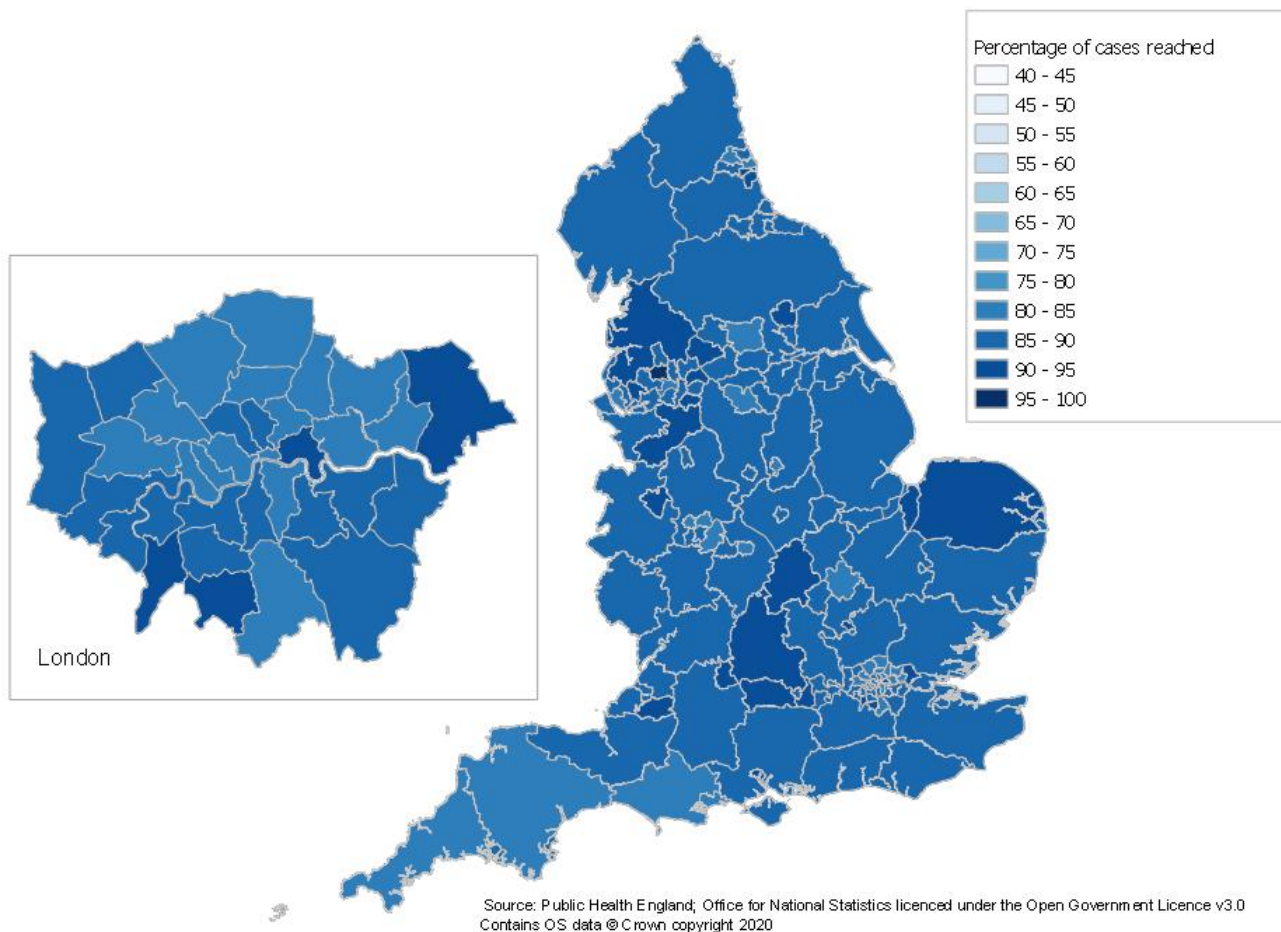 Percentage of cases reached
40 - 45
45 - 50
50 - 55
55 - 60
60 - 65
65 - 70
70 - 75
75 - 80
80 - 85
85 - 90
90 - 95
95 - 100
London
Source: Public Health England; Office for National Statistics licenced under the Open Government Licence v3.0
Contains OS data © Crown copyright 2020